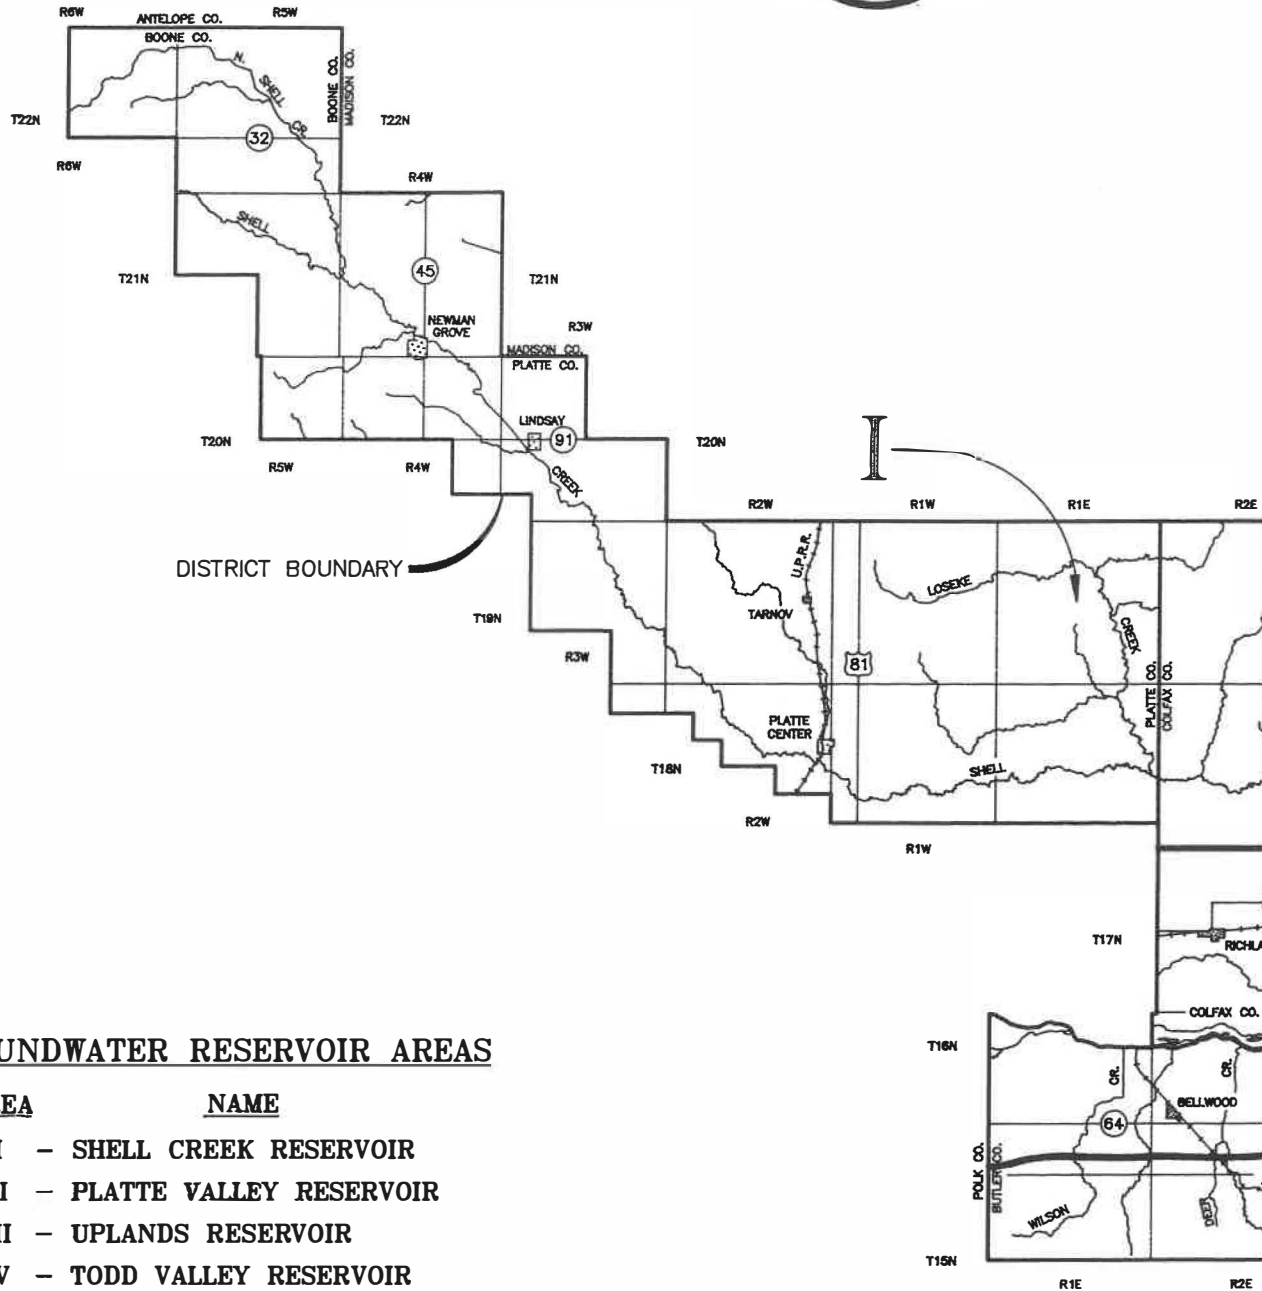 R6W
R5W
ANTELOPE CO.
BOONE CO.
N.
SHELL
CR.
BOONE CO.
MADISON CO.
T22N
T22N
32
R6W
R4W
SHELL
T21N
45
T21N
NEWMAN
GROVE
R3W
MADISON CO.
PLATTE CO.
LINDSAY
91
T20N
T20N
R5W
R4W
CREEK
I
R2W
R1W
R1E
R2E
DISTRICT BOUNDARY
U.P.R.R.
LOSEKE
TARNOV
T19N
CREEK
R3W
81
PLATTE CO.
COLFAX CO.
PLATTE
CENTER
T18N
SHELL
R2W
R1W
T17N
RICHLA
COLFAX CO.
T16N
CR.
CR.
BELLWOOD
64
POLK CO.
BUTLER CO.
WILSON
DEER
T15N
R1E
R2E
UNDWATER RESERVOIR AREAS
EA NAME
I – SHELL CREEK RESERVOIR
I – PLATTE VALLEY RESERVOIR
II – UPLANDS RESERVOIR
V – TODD VALLEY RESERVOIR